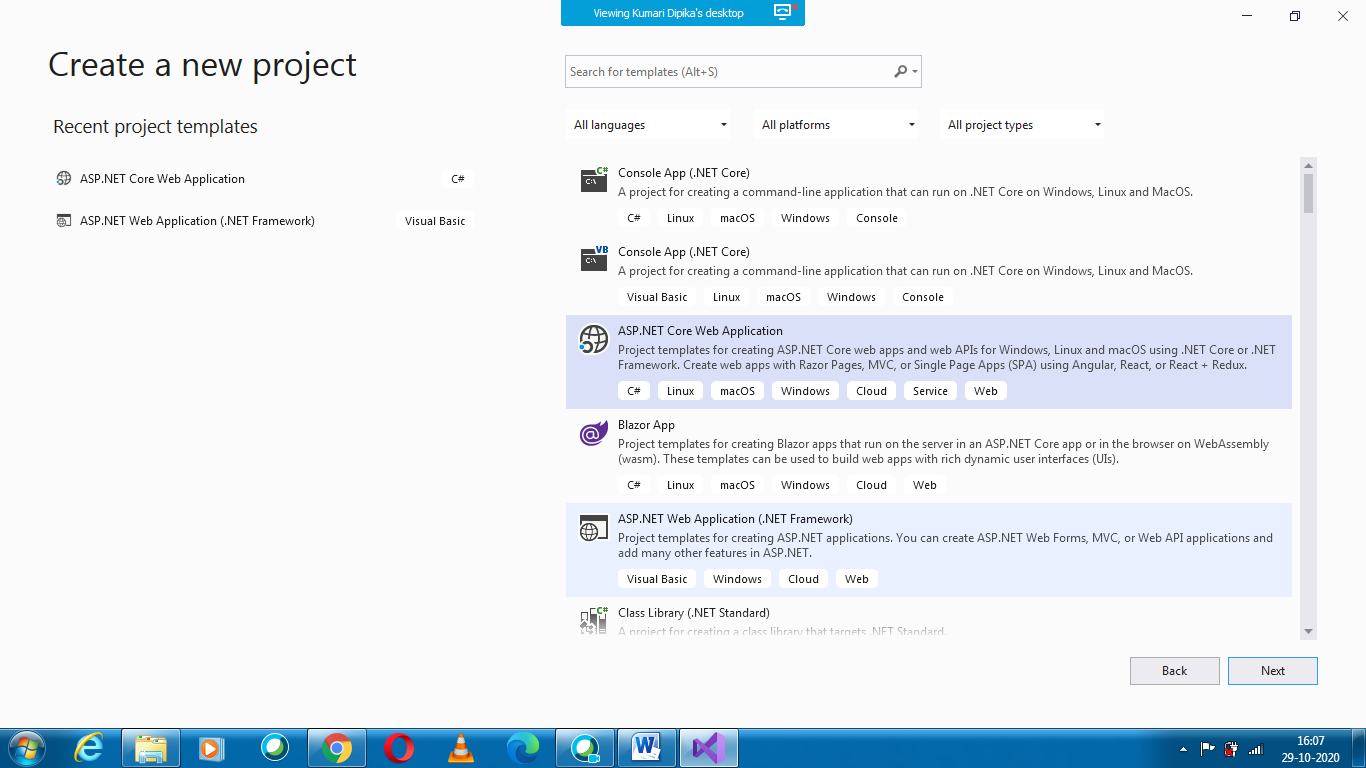 Viewing Kumari Dipika's desktop
Create a new project
Search for templates (Alt+S)
Recent project templates
All languages
All platforms
All project types
ASP.NET Core Web Application
C#
ASP.NET Web Application (.NET Framework)
Visual Basic
C#
C:\
Console App (.NET Core)
A project for creating a command-line application that can run on .NET Core on Windows, Linux and MacOS.
C# Linux macOS Windows Console
VB
C:\
Console App (.NET Core)
A project for creating a command-line application that can run on .NET Core on Windows, Linux and MacOS.
Visual Basic Linux macOS Windows Console
ASP.NET Core Web Application
Project templates for creating ASP.NET Core web apps and web APIs for Windows, Linux and macOS using .NET Core or .NET
Framework. Create web apps with Razor Pages, MVC, or Single Page Apps (SPA) using Angular, React, or React + Redux.
C# Linux macOS Windows Cloud Service Web
Blazor App
Project templates for creating Blazor apps that run on the server in an ASP.NET Core app or in the browser on WebAssembly
(wasm). These templates can be used to build web apps with rich dynamic user interfaces (UIs).
C# Linux macOS Windows Cloud Web
ASP.NET Web Application (.NET Framework)
Project templates for creating ASP.NET applications. You can create ASP.NET Web Forms, MVC, or Web API applications and
add many other features in ASP.NET.
Visual Basic Windows Cloud Web
C#
Class Library (.NET Standard)
A project for creating a class library that targets .NET Standard.
Back
Next
16:07
29-10-2020